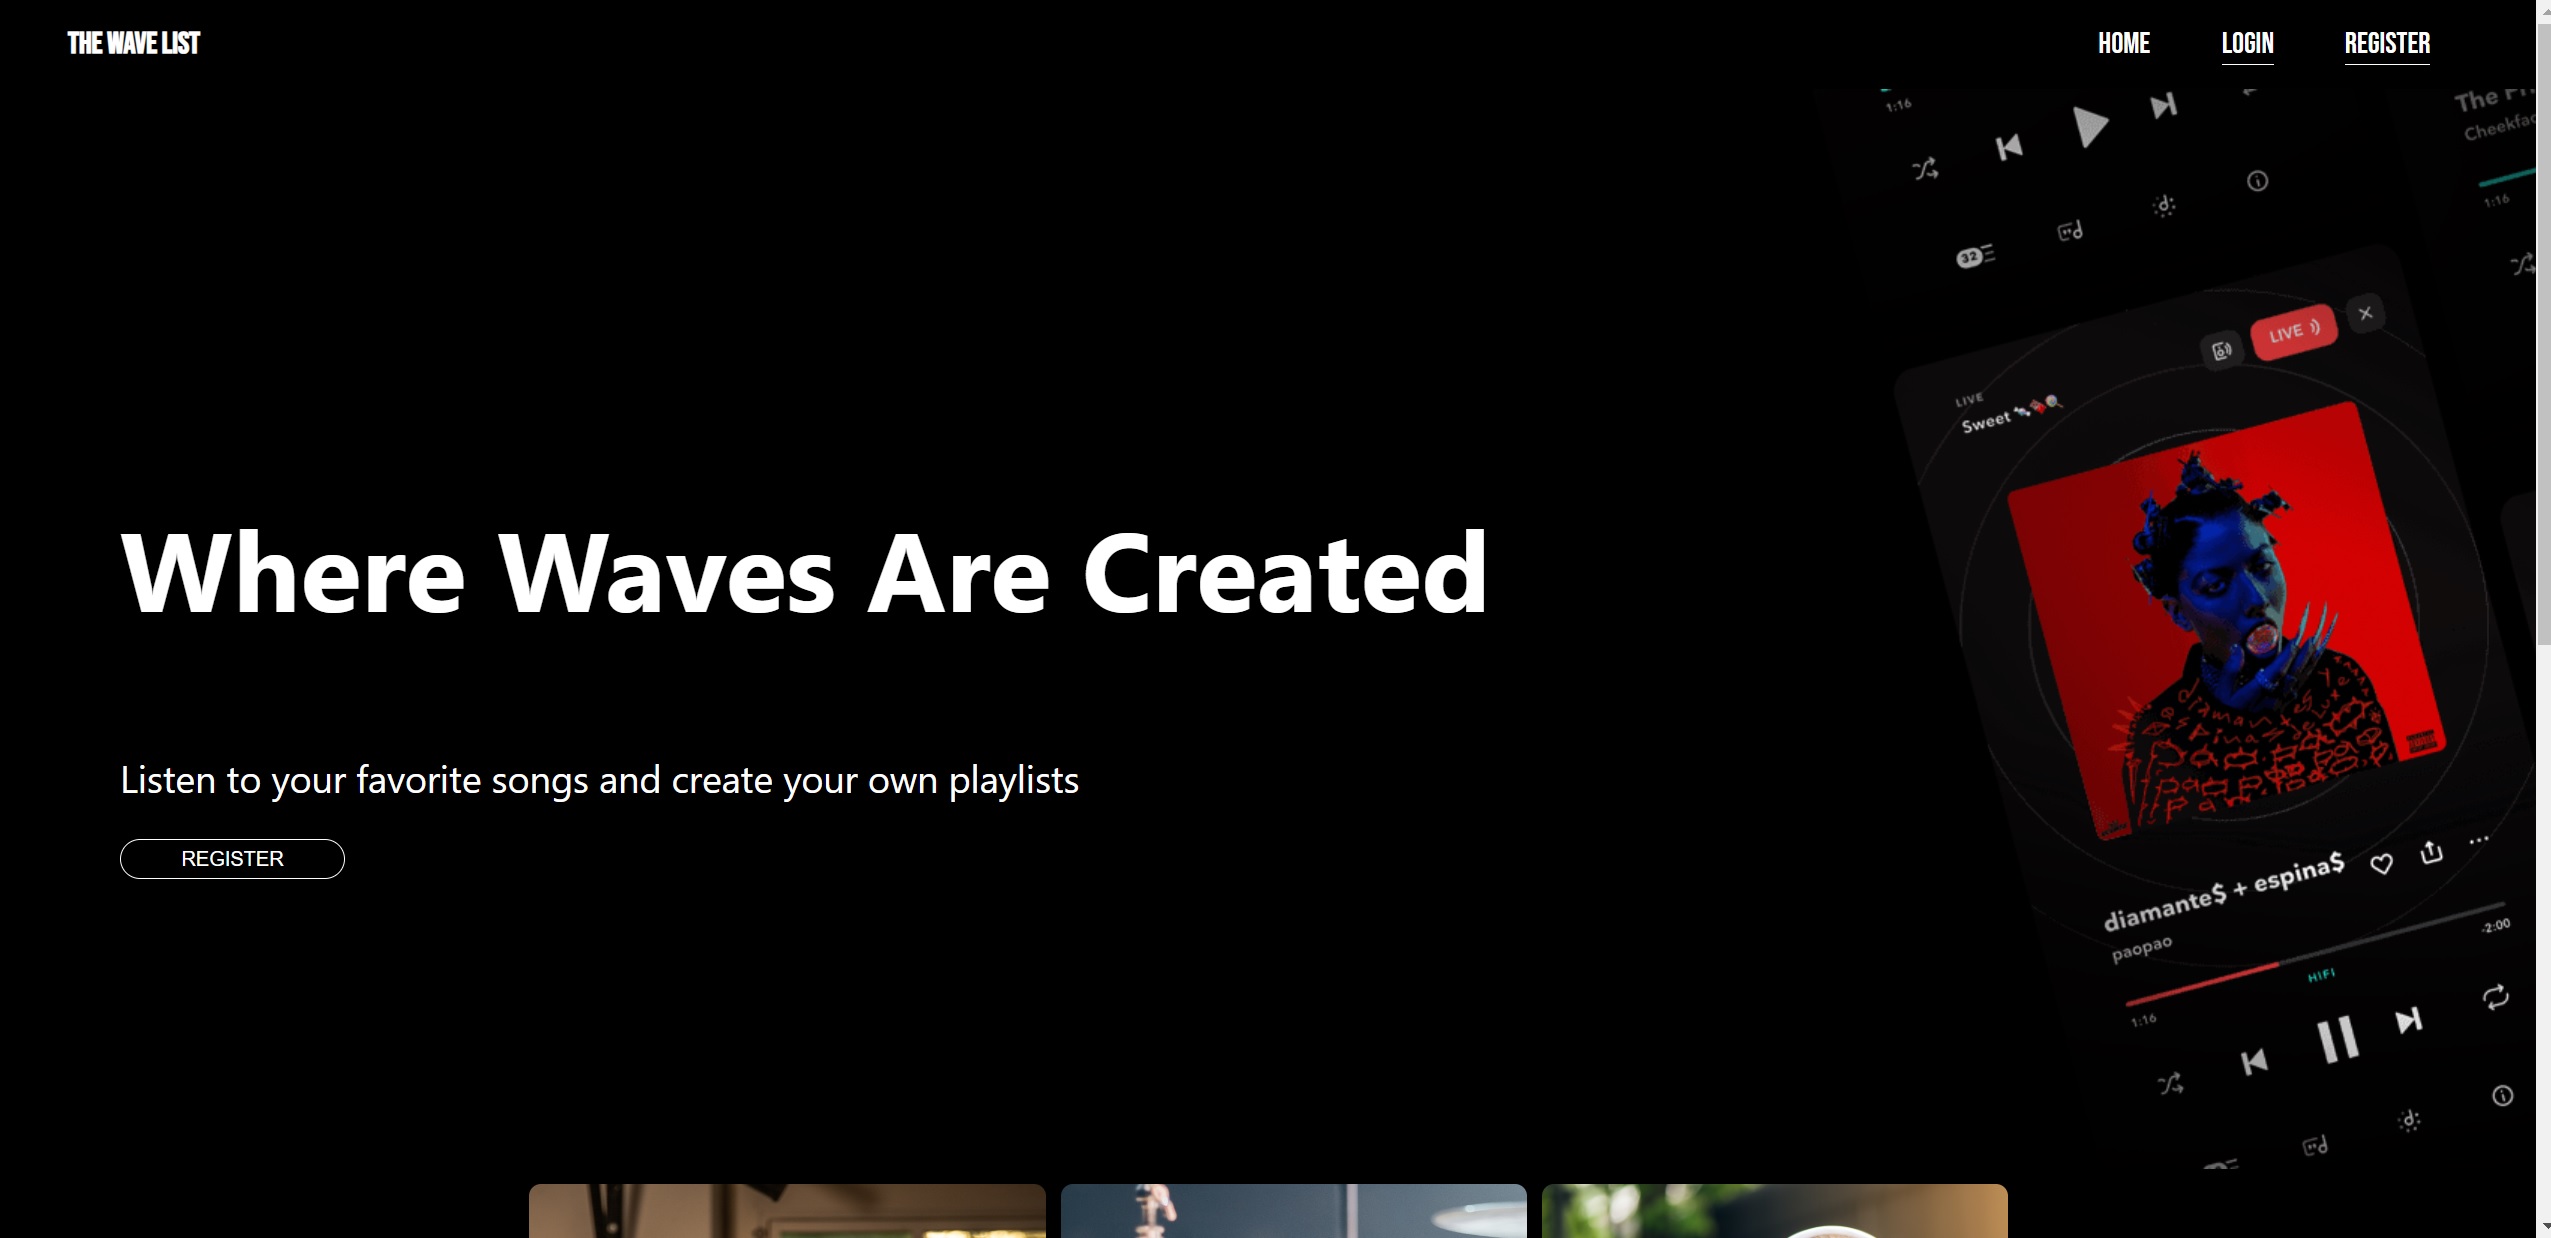 THE WAVE LIST
HOME
LOGIN
REGISTER
1:16
32
Cheekfac
1:16
LIVE
LIVE
Sweet
Where Waves Are Created
Listen to your favorite songs and create your own playlists
REGISTER
diamante$ + espina$
paopao
-2:00
HIFI
1:16